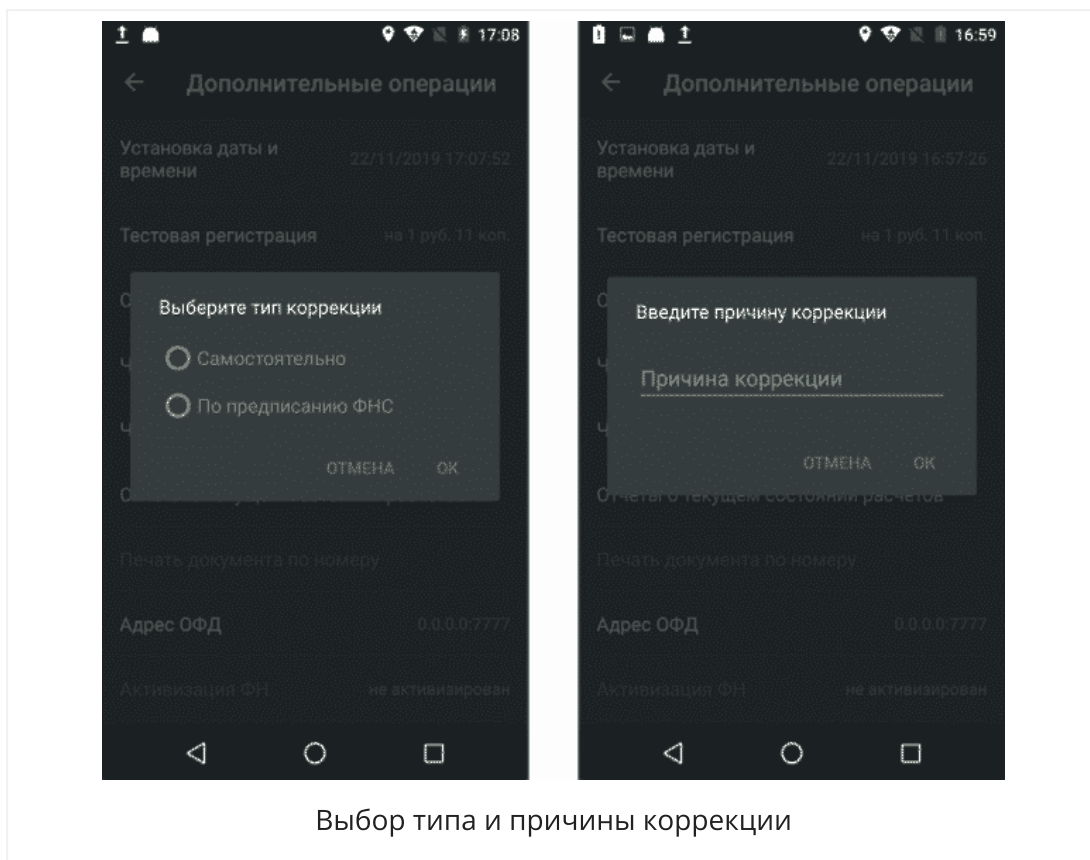 17:08
Дополнительные операции
Установка даты и
времени
22/11/2019 17:07:52
Тестовая регистрация
на 1 руб. 11 коп.
Выберите тип коррекции
Самостоятельно
По предписанию ФНС
ОТМЕНА
ОК
Печать документа по номеру
Адрес ОФД
0.0.0.0:7777
Активизация ФН
не активизирован
16:59
Дополнительные операции
Установка даты и
времени
22/11/2019 16:57:26
Тестовая регистрация
на 1 руб. 11 коп.
Введите причину коррекции
Причина коррекции
ОТМЕНА
ОК
Отчеты о текущем состоянии расчетов
Печать документа по номеру
Адрес ОФД
0.0.0.0:7777
Активизация ФН
не активизирован
Выбор типа и причины коррекции